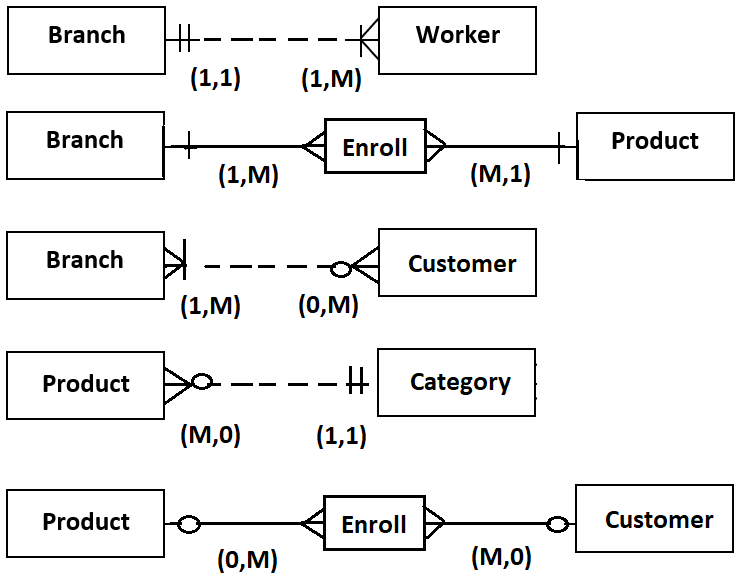 Branch Worker
(1,1) (1,M)
Branch Enroll Product
(1,M) (M,1)
Branch Customer
(1,M) (0,M)
Product Category
(M,0) (1,1)
Product Enroll Customer
(0,M) (M,0)